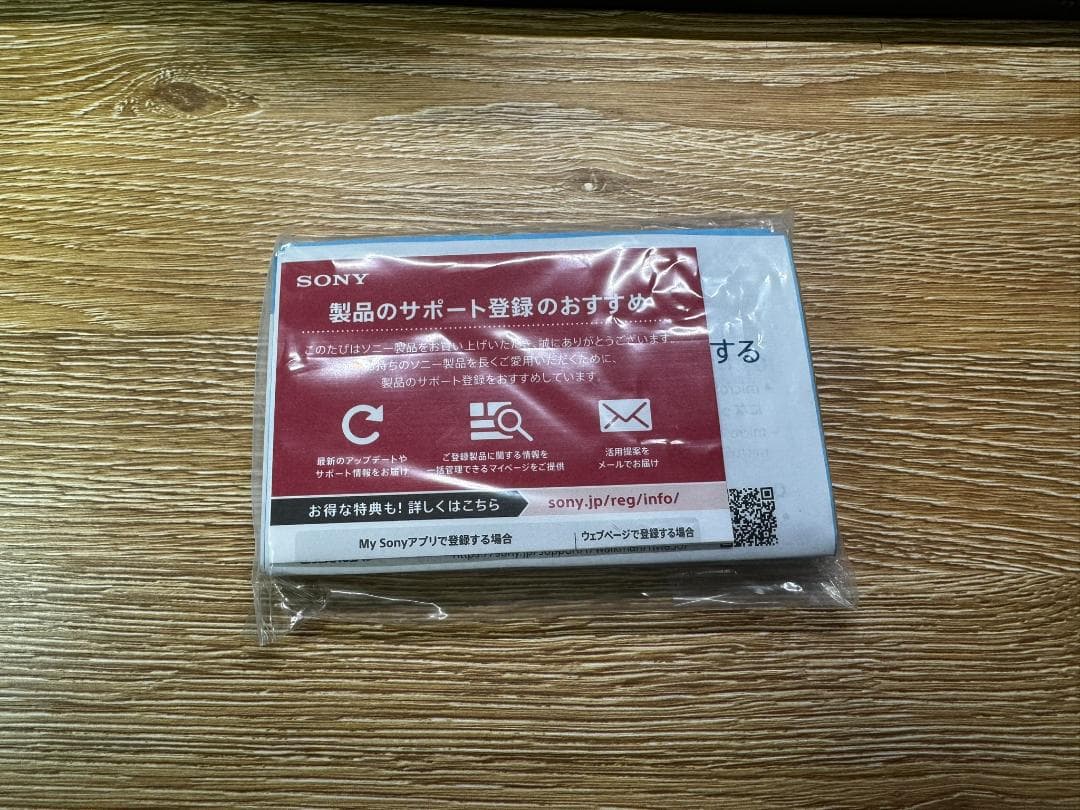 SONY
製品のサポート登録のおすすめ
このたびはソニー製品をお買い上げいただき、誠にありがとうございます。
お持ちのソニー製品を長くご愛用いただくために、
製品のサポート登録をおすすめしています。
最新のアップデートや
サポート情報をお届け
ご登録製品に関する情報を
一括管理できるマイページをご提供
活用提案を
メールでお届け
お得な特典も!詳しくはこちら
sony.jp/reg/info/
My Sonyアプリで登録する場合
ウェブページで登録する場合
する